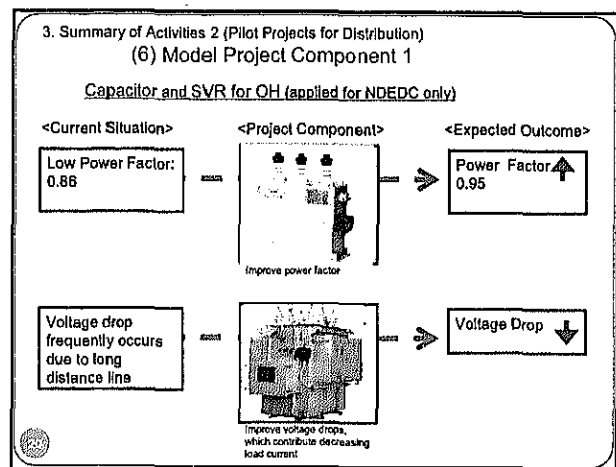 3. Summary of Activities 2 (Pilot Projects for Distribution)
(6) Model Project Component 1
Capacitor and SVR for OH (applied for NDEDC only)
<Current Situation>
<Project Component>
<Expected Outcome>
Low Power Factor:
0.86
Improve power factor
Power Factor
0.95
Voltage drop
frequently occurs
due to long
distance line
Improve voltage drops,
which contribute decreasing
load current
Voltage Drop